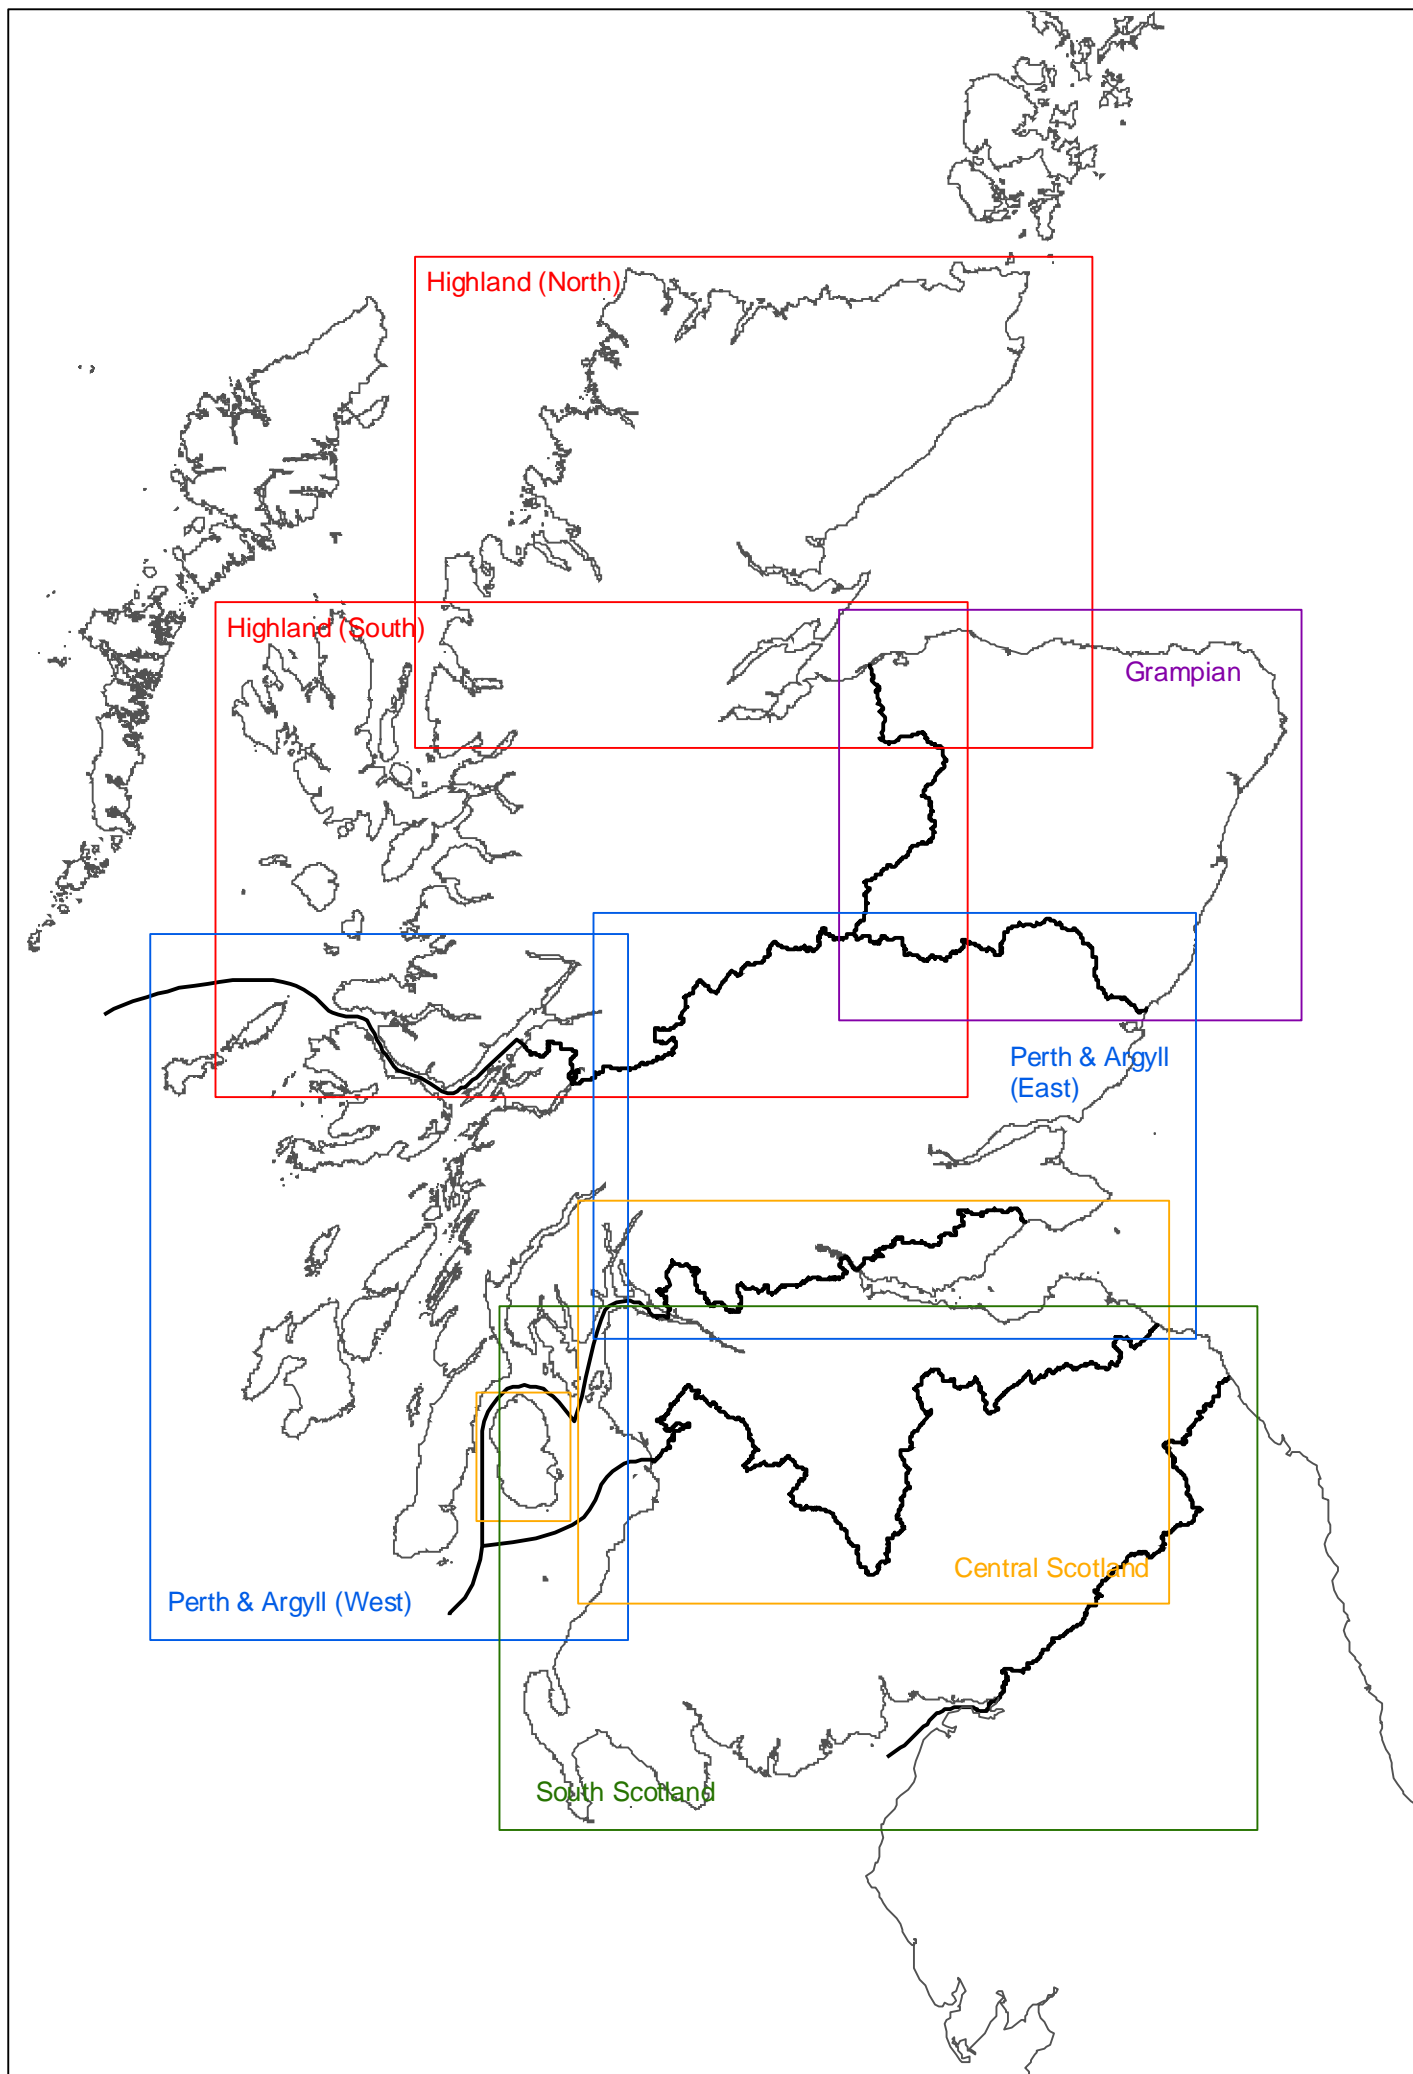 Highland (North)
Highland (South)
Grampian
Perth & Argyll
(East)
Central Scotland
Perth & Argyll (West)
South Scotland